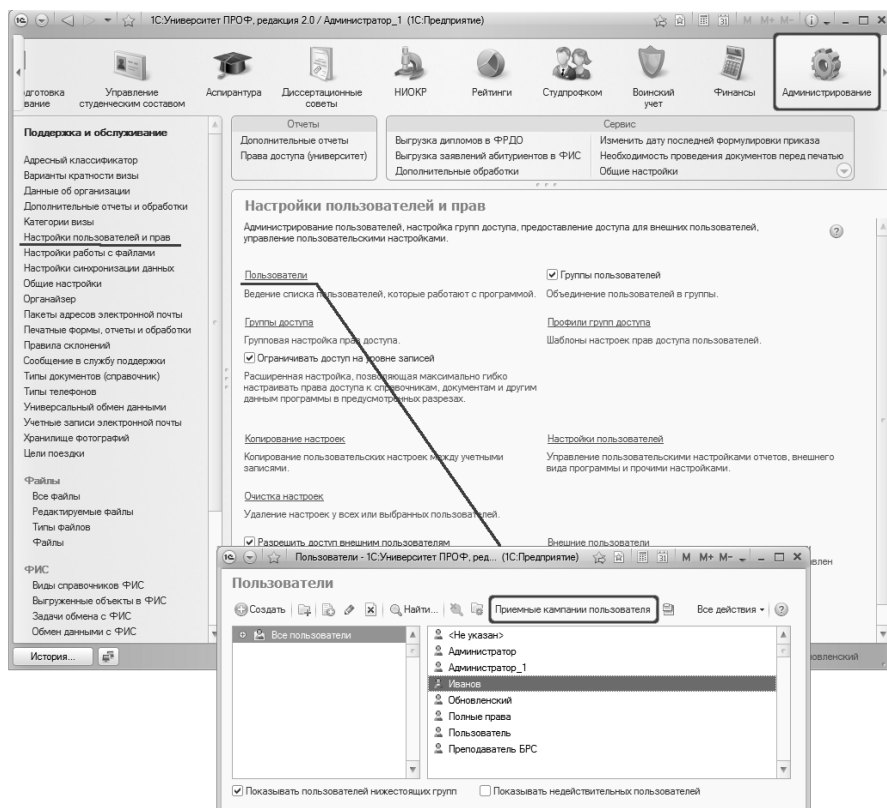 1С:Университет ПРОФ, редакция 2.0 / Администратор_1 (1С:Предприятие)
M M+ M-
Управление студенческим составом
Аспирантура
Диссертационные советы
НИОКР
Рейтинги
Студпрофком
Воинский учет
Финансы
Администрирование
Поддержка и обслуживание
Адресный классификатор
Варианты кратности визы
Данные об организации
Дополнительные отчеты и обработки
Категории визы
Настройки пользователей и прав
Настройки работы с файлами
Настройки синхронизации данных
Общие настройки
Органайзер
Пакеты адресов электронной почты
Печатные формы, отчеты и обработки
Правила склонений
Сообщение в службу поддержки
Типы документов (справочник)
Типы телефонов
Универсальный обмен данными
Учетные записи электронной почты
Хранилище фотографий
Цели поездки
Файлы
Все файлы
Редактируемые файлы
Типы файлов
Файлы
ФИС
Виды справочников ФИС
Выгруженные объекты в ФИС
Задачи обмена с ФИС
Обмен данными с ФИС
История...
Отчеты
Дополнительные отчеты
Права доступа (университет)
Сервис
Выгрузка дипломов в ФРДО
Изменить дату последней формулировки приказа
Выгрузка заявлений абитуриентов в ФИС
Необходимость проведения документов перед печатью
Дополнительные обработки
Общие настройки
Настройки пользователей и прав
Администрирование пользователей, настройка групп доступа, предоставление доступа для внешних пользователей,
управление пользовательскими настройками.
Пользователи
Группы пользователей
Ведение списка пользователей, которые работают с программой.
Объединение пользователей в группы.
Группы доступа
Профили групп доступа
Групповая настройка прав доступа.
Шаблоны настроек прав доступа пользователей.
Ограничивать доступ на уровне записей
Расширенная настройка, позволяющая максимально гибко
настраивать права доступа к справочникам, документам и другим
данным программы в предусмотренных разрезах.
Копирование настроек
Настройки пользователей
Копирование пользовательских настроек между учетными
записями.
Управление пользовательскими настройками отчетов, внешнего
вида программы и прочими настройками.
Очистка настроек
Удаление настроек у всех или выбранных пользователей.
Разрешить доступ внешним пользователям
Внешние пользователи
Пользователи - 1С:Университет ПРОФ, ред... (1С:Предприятие)
M M+ M-
Пользователи
Создать
Найти...
Приемные кампании пользователя
Все действия
Все пользователи
<Не указан>
Администратор
Администратор_1
Иванов
Обновленский
Полные права
Пользователь
Преподаватель БРС
Показывать пользователей нижестоящих групп
Показывать недействительных пользователей